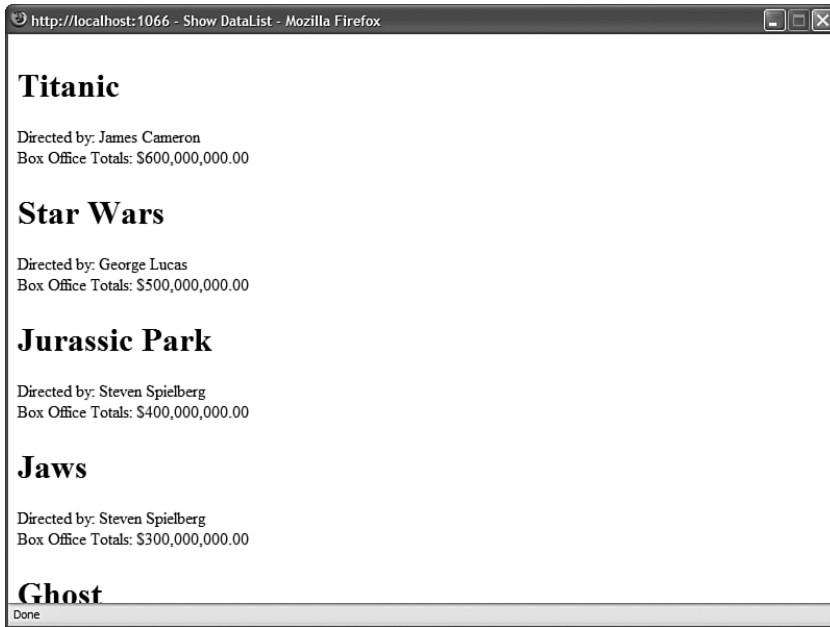 http://localhost:1066 - Show DataList - Mozilla Firefox
Titanic
Directed by: James Cameron
Box Office Totals: $600,000,000.00
Star Wars
Directed by: George Lucas
Box Office Totals: $500,000,000.00
Jurassic Park
Directed by: Steven Spielberg
Box Office Totals: $400,000,000.00
Jaws
Directed by: Steven Spielberg
Box Office Totals: $300,000,000.00
Ghost
Done